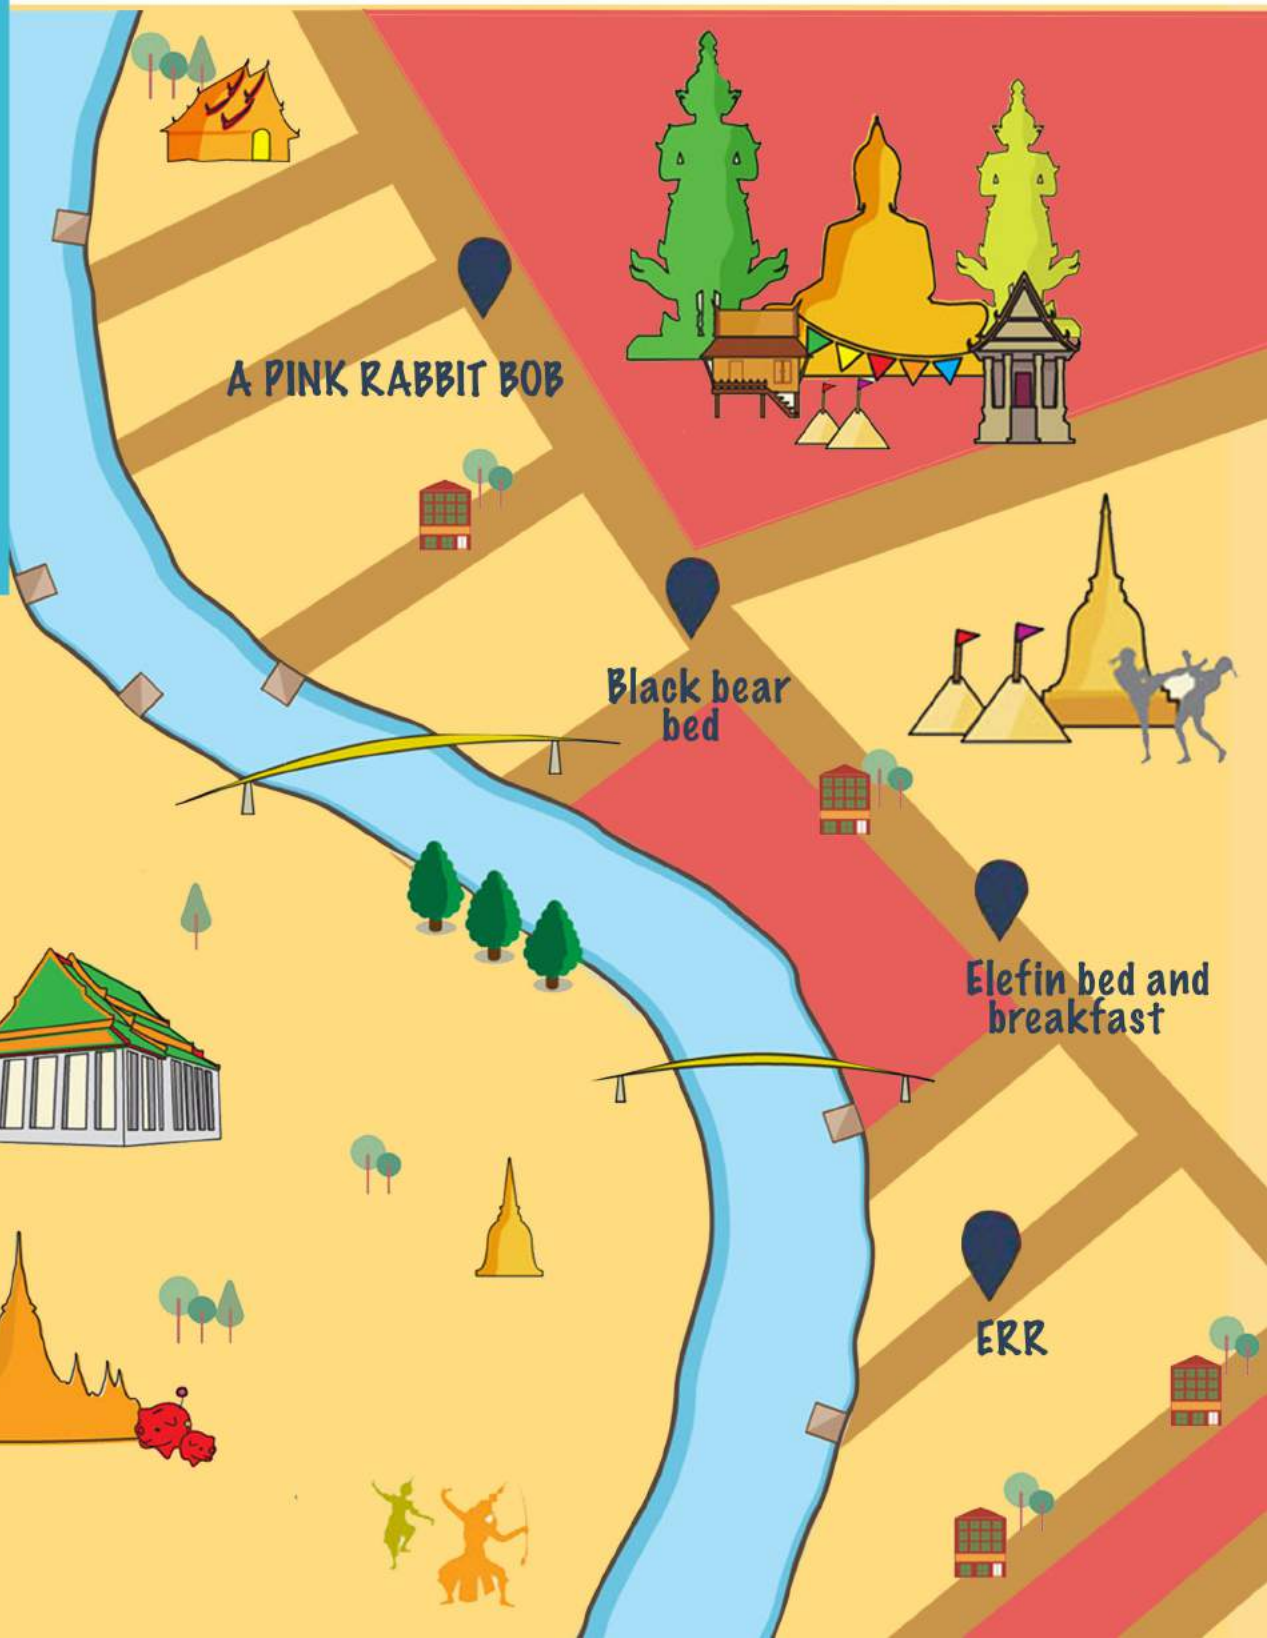 A PINK RABBIT BOB
Black bear
bed
Elefin bed and
breakfast
ERR